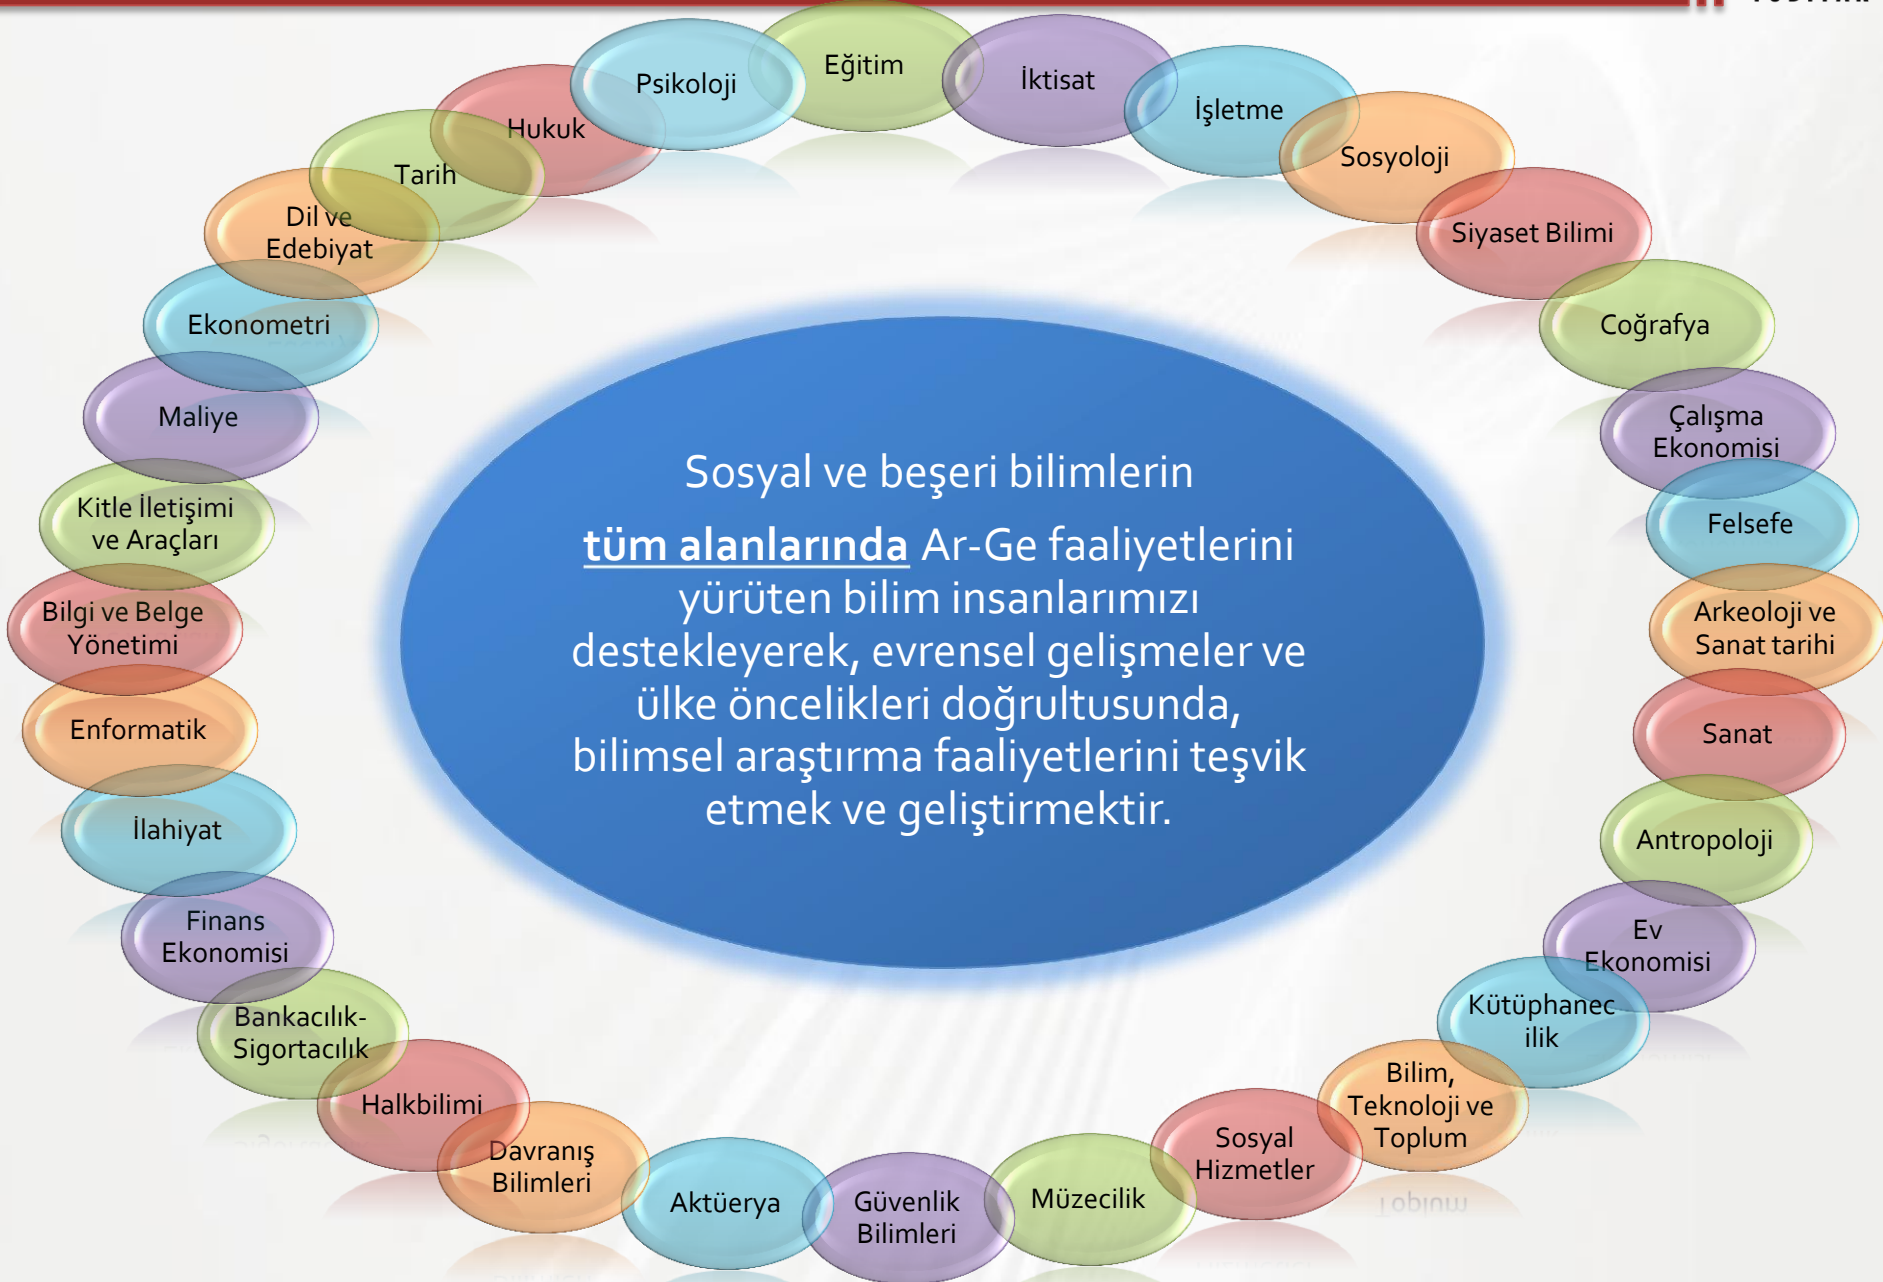 Psikoloji
Eğitim
İktisat
İşletme
Sosyoloji
Siyaset Bilimi
Coğrafya
Çalışma
Ekonomisi
Felsefe
Arkeoloji ve
Sanat tarihi
Sanat
Antropoloji
Ev
Ekonomisi
Kütüphanec
ilik
Bilim,
Teknoloji ve
Toplum
Sosyal
Hizmetler
Müzecilik
Güvenlik
Bilimleri
Aktüerya
Davranış
Bilimleri
Halkbilimi
Bankacılık-
Sigortacılık
Finans
Ekonomisi
İlahiyat
Enformatik
Bilgi ve Belge
Yönetimi
Kitle İletişimi
ve Araçları
Maliye
Ekonometri
Dil ve
Edebiyat
Tarih
Hukuk
Sosyal ve beşeri bilimlerin
tüm alanlarında Ar-Ge faaliyetlerini
yürüten bilim insanlarımızı
destekleyerek, evrensel gelişmeler ve
ülke öncelikleri doğrultusunda,
bilimsel araştırma faaliyetlerini teşvik
etmek ve geliştirmektir.